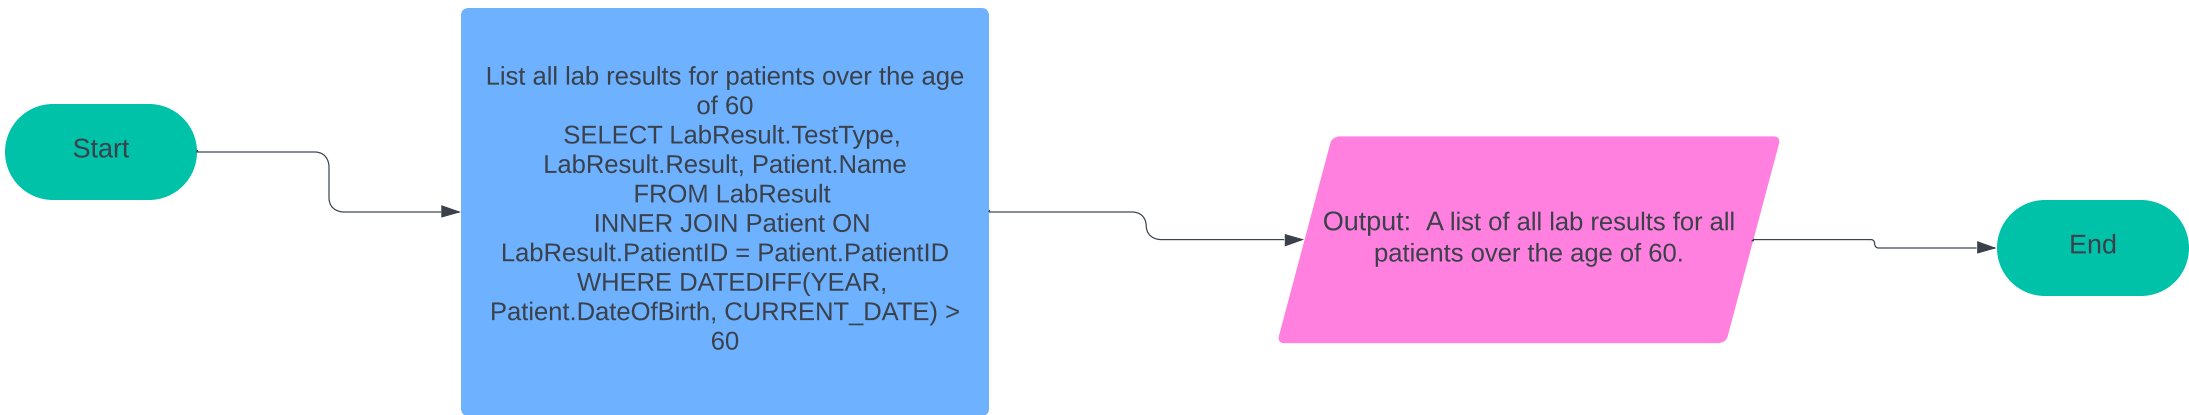 Start
List all lab results for patients over the age
of 60
SELECT LabResult.TestType,
LabResult.Result, Patient.Name
FROM LabResult
INNER JOIN Patient ON
LabResult.PatientID = Patient.PatientID
WHERE DATEDIFF(YEAR,
Patient.DateOfBirth, CURRENT_DATE) >
60
Output:  A list of all lab results for all
patients over the age of 60.
End